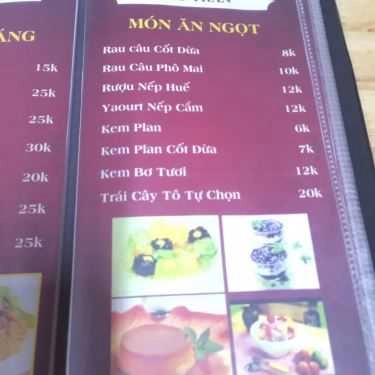 ÁNG
15k
25k
25k
30k
20k
25k
25k
MÓN ĂN NGỌT
Rau câu Cốt Dừa 8k
Rau Câu Phô Mai 10k
Rượu Nếp Huế 12k
Yaourt Nếp Cẩm 12k
Kem Plan 6k
Kem Plan Cốt Dừa 7k
Kem Bơ Tươi 12k
Trái Cây Tô Tự Chọn 20k